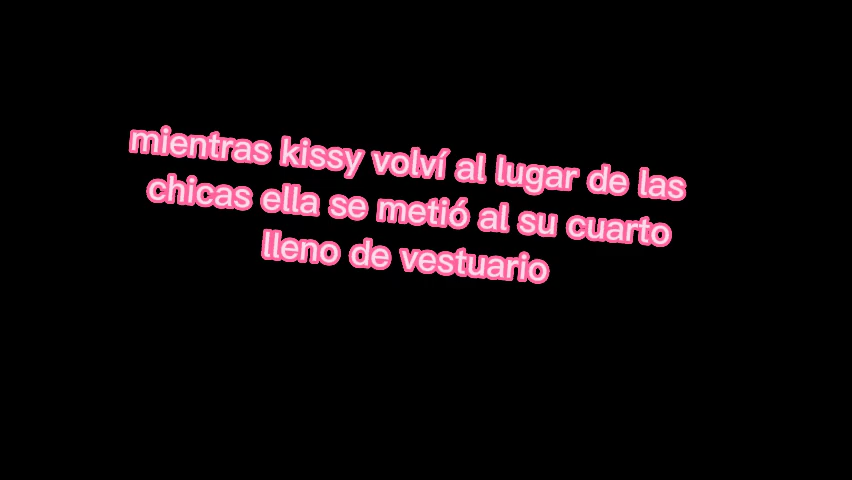 mientras kissy volví al lugar de las
chicas ella se metió al su cuarto
lleno de vestuario